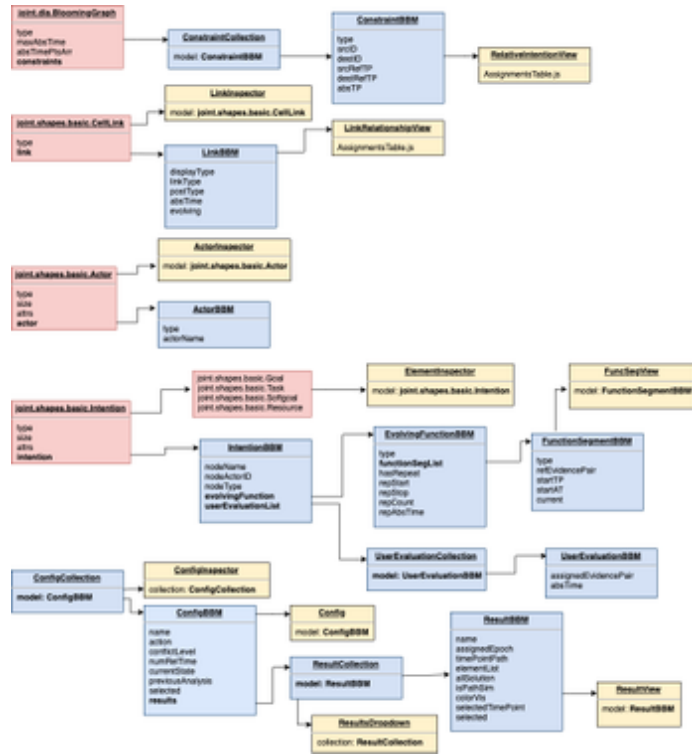 joint.dia.BloomingGraph
type
maxAbsTime
absTimePtsArr
constraints
ConstraintCollection
model: ConstraintBBM
ConstraintBBM
type
srcID
destID
srcRefTP
destRefTP
absTP
RelativeIntentionView
AssignmentsTable.js
LinkInspector
model: joint.shapes.basic.CellLink
joint.shapes.basic.CellLink
type
link
LinkBBM
displayType
linkType
postType
absTime
evolving
LinkRelationshipView
AssignmentsTable.js
ActorInspector
model: joint.shapes.basic.Actor
joint.shapes.basic.Actor
type
size
attrs
actor
ActorBBM
type
actorName
joint.shapes.basic.Intention
type
size
attrs
intention
joint.shapes.basic.Goal
joint.shapes.basic.Task
joint.shapes.basic.Softgoal
joint.shapes.basic.Resource
ElementInspector
model: joint.shapes.basic.Intention
FuncSegView
model: FunctionSegmentBBM
IntentionBBM
nodeName
nodeActorID
nodeType
evolvingFunction
userEvaluationList
EvolvingFunctionBBM
type
functionSegList
hasRepeat
repStart
repStop
repCount
repAbsTime
FunctionSegmentBBM
type
refEvidencePair
startTP
startAT
current
UserEvaluationCollection
model: UserEvaluationBBM
UserEvaluationBBM
assignedEvidencePair
absTime
ConfigCollection
model: ConfigBBM
ConfigInspector
collection: ConfigCollection
ConfigBBM
name
action
conflictLevel
numRelTime
currentState
previousAnalysis
selected
results
Config
model: ConfigBBM
ResultCollection
model: ResultBBM
ResultsDropdown
collection: ResultCollection
ResultBBM
name
assignedEpoch
timePointPath
elementList
allSolution
isPathSim
colorVis
selectedTimePoint
selected
ResultView
model: ResultBBM